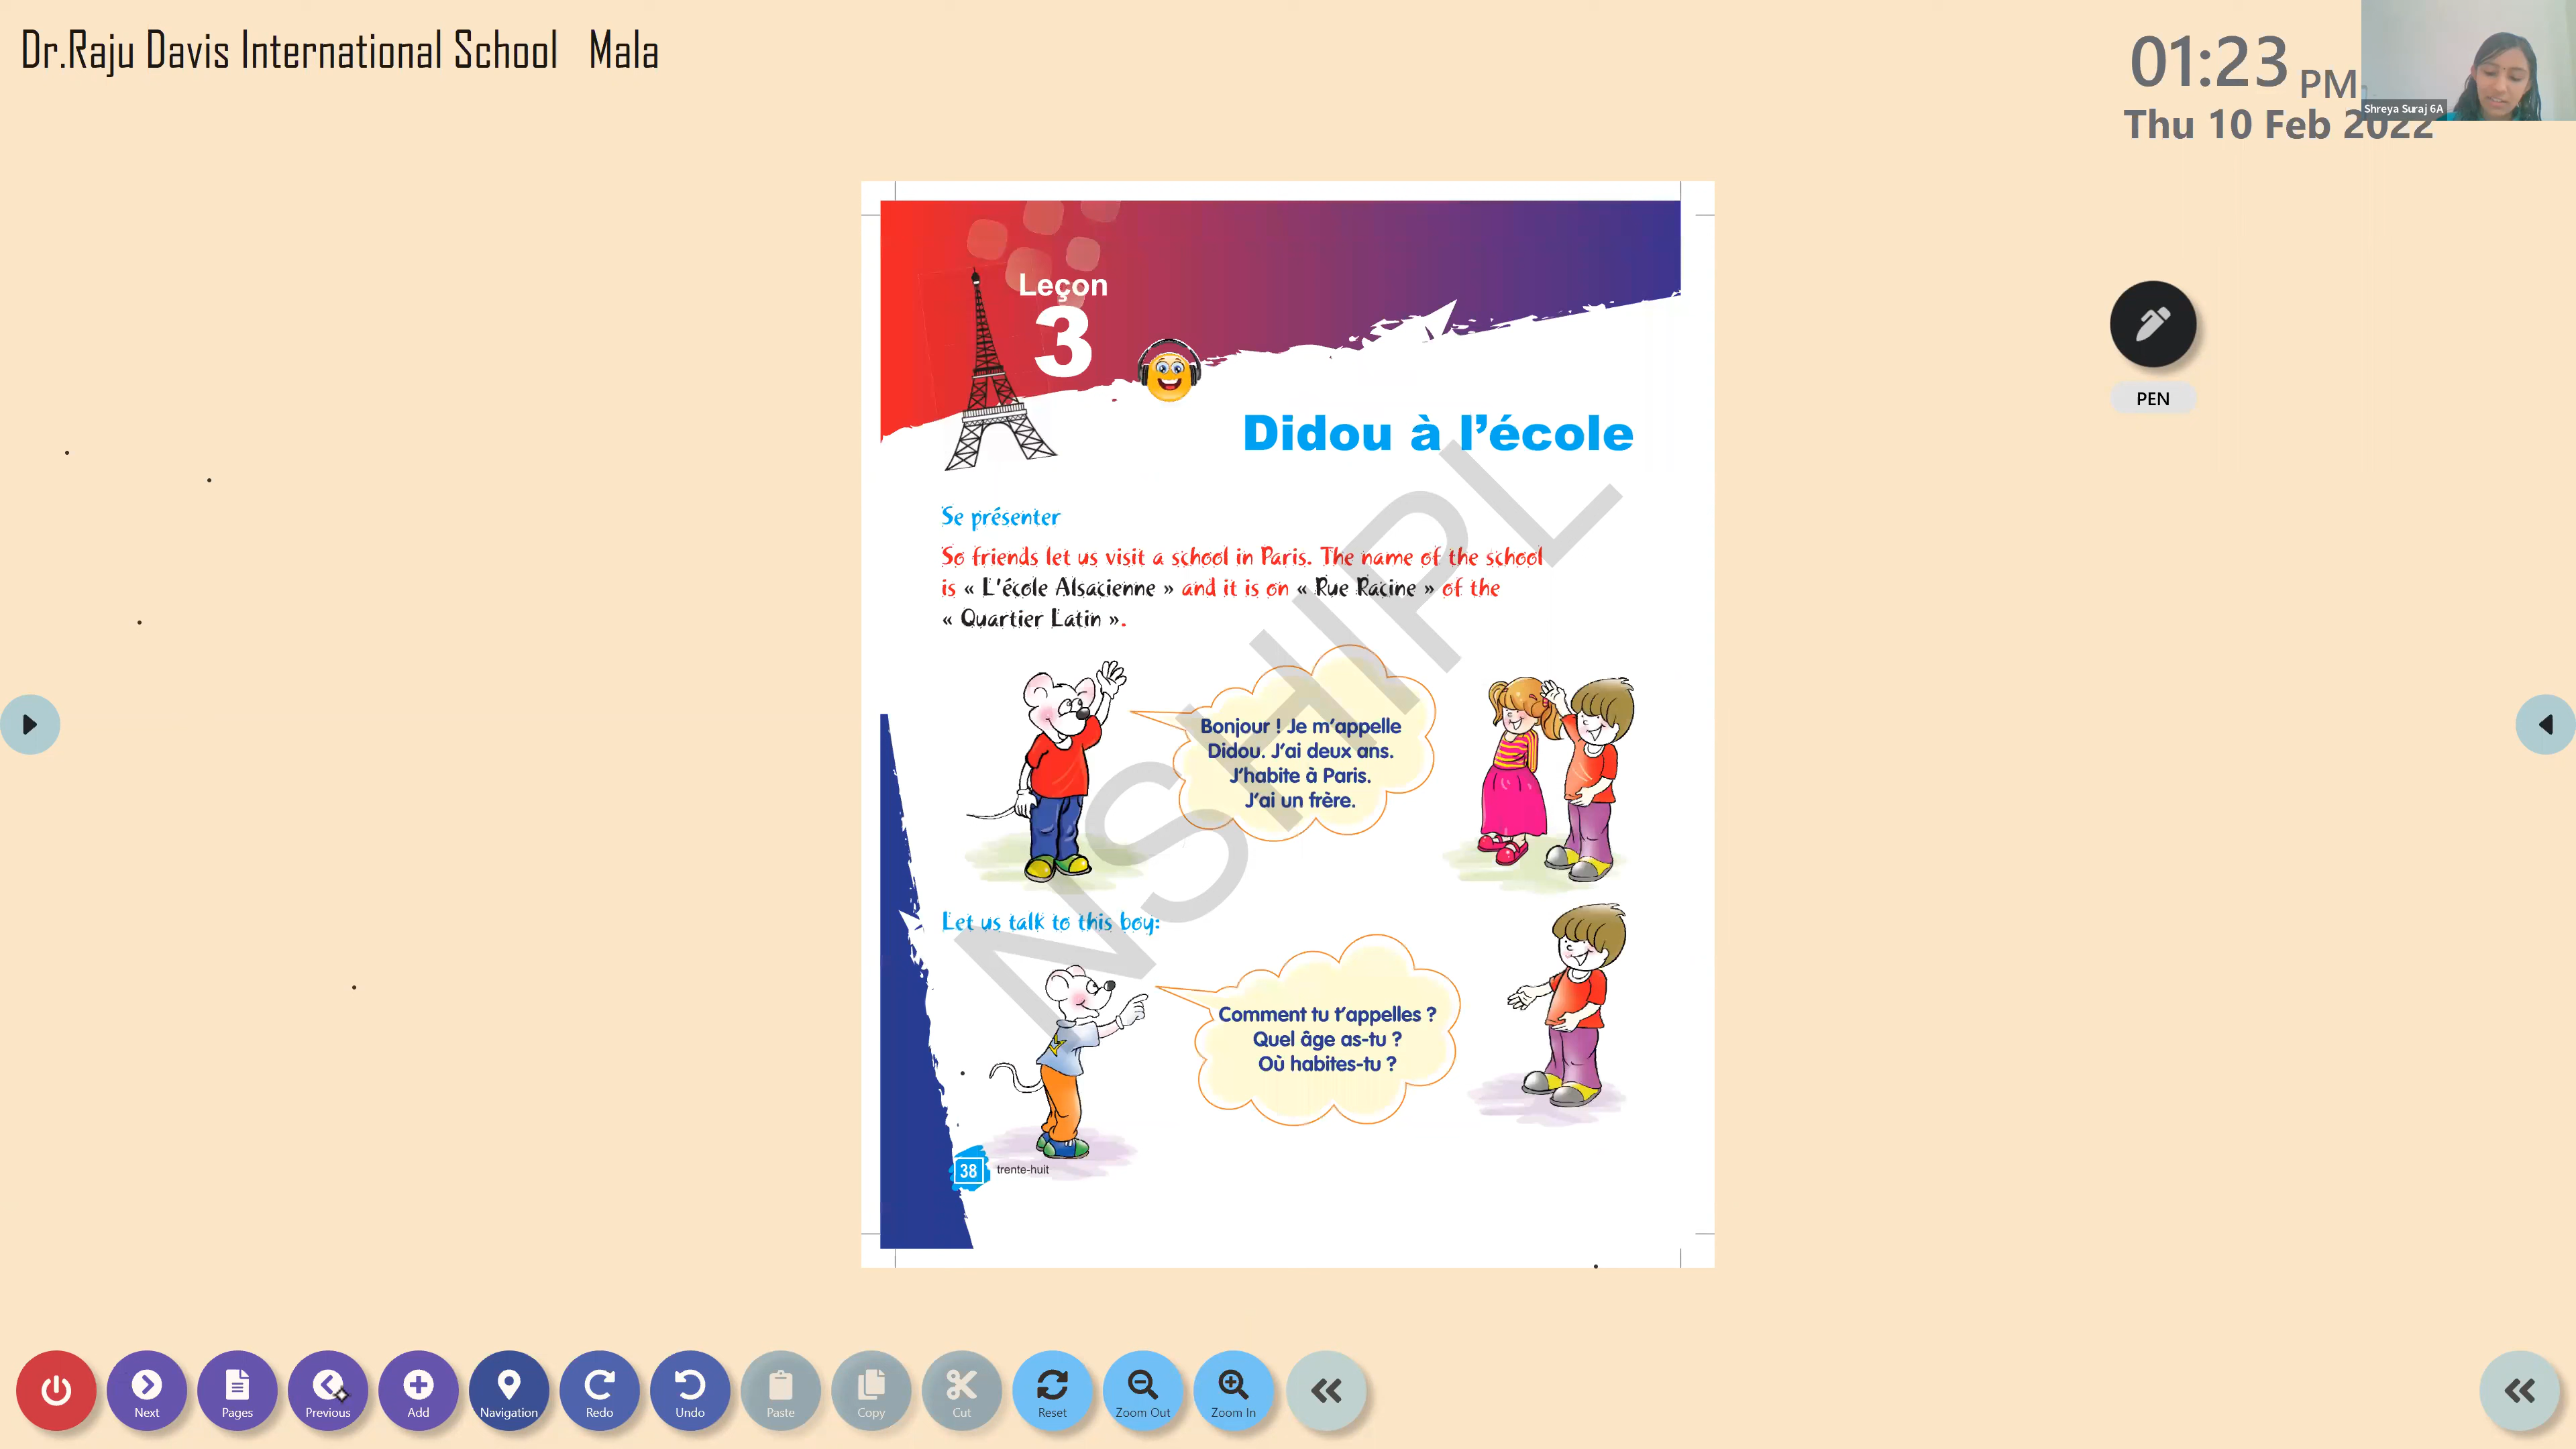 Dr.Raju Davis International School Mala
01:23 PM
Thu 10 Feb 2022
Shreya Suraj 6A
PEN
Leçon
3
Didou à l'école
Se présenter
So friends let us visit a school in Paris. The name of the school
is « L'école Alsacienne » and it is on « Rue Racine » of the
« Quartier Latin ».
Bonjour ! Je m'appelle
Didou. J'ai deux ans.
J'habite à Paris.
J'ai un frère.
Let us talk to this boy:
Comment tu t'appelles ?
Quel âge as-tu ?
Où habites-tu ?
38 trente-huit
NSHIPL
Next Pages Previous Add Navigation Redo Undo Paste Copy Cut Reset Zoom Out Zoom In